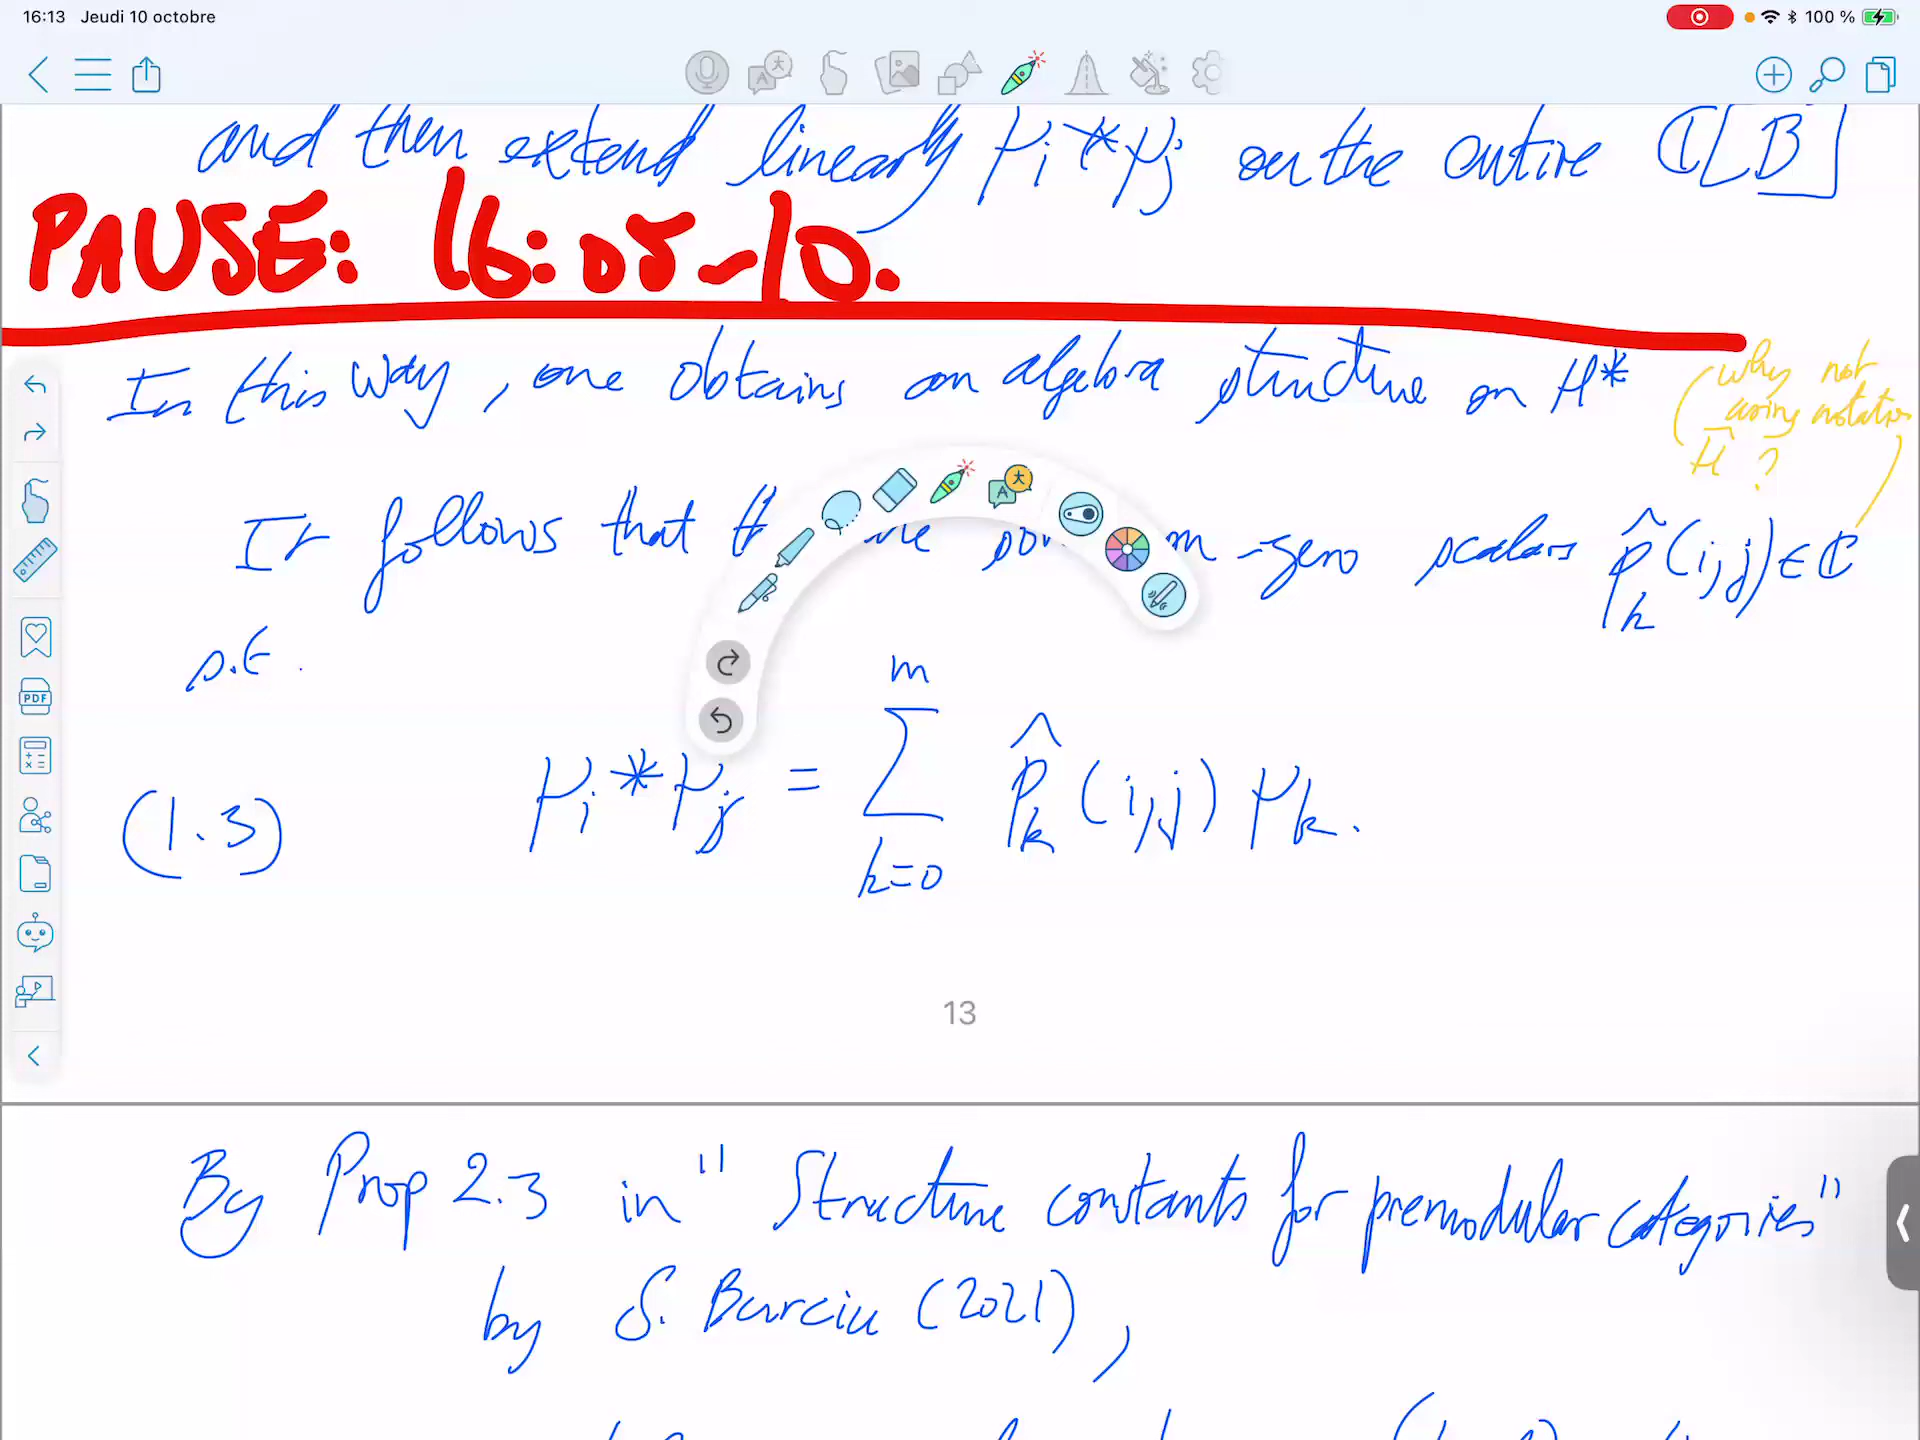 16:13 Jeudi 10 octobre 100 %
and then extend linearly μi * μj on the entire ℂ[B]
PAUSE: 16:05-10.
In this way, one obtains an algebra structure on H*
(why not
using notation
Ĥ ?)
It follows that non-zero scalars p̂k(i,j) ∈ ℂ
s.t.
(1.3) μi * μj = ∑_{k=0}^{m} p̂k(i,j) μk.
13
By Prop 2.3 in "Structure constants for premodular categories"
by S. Burciu (2021),